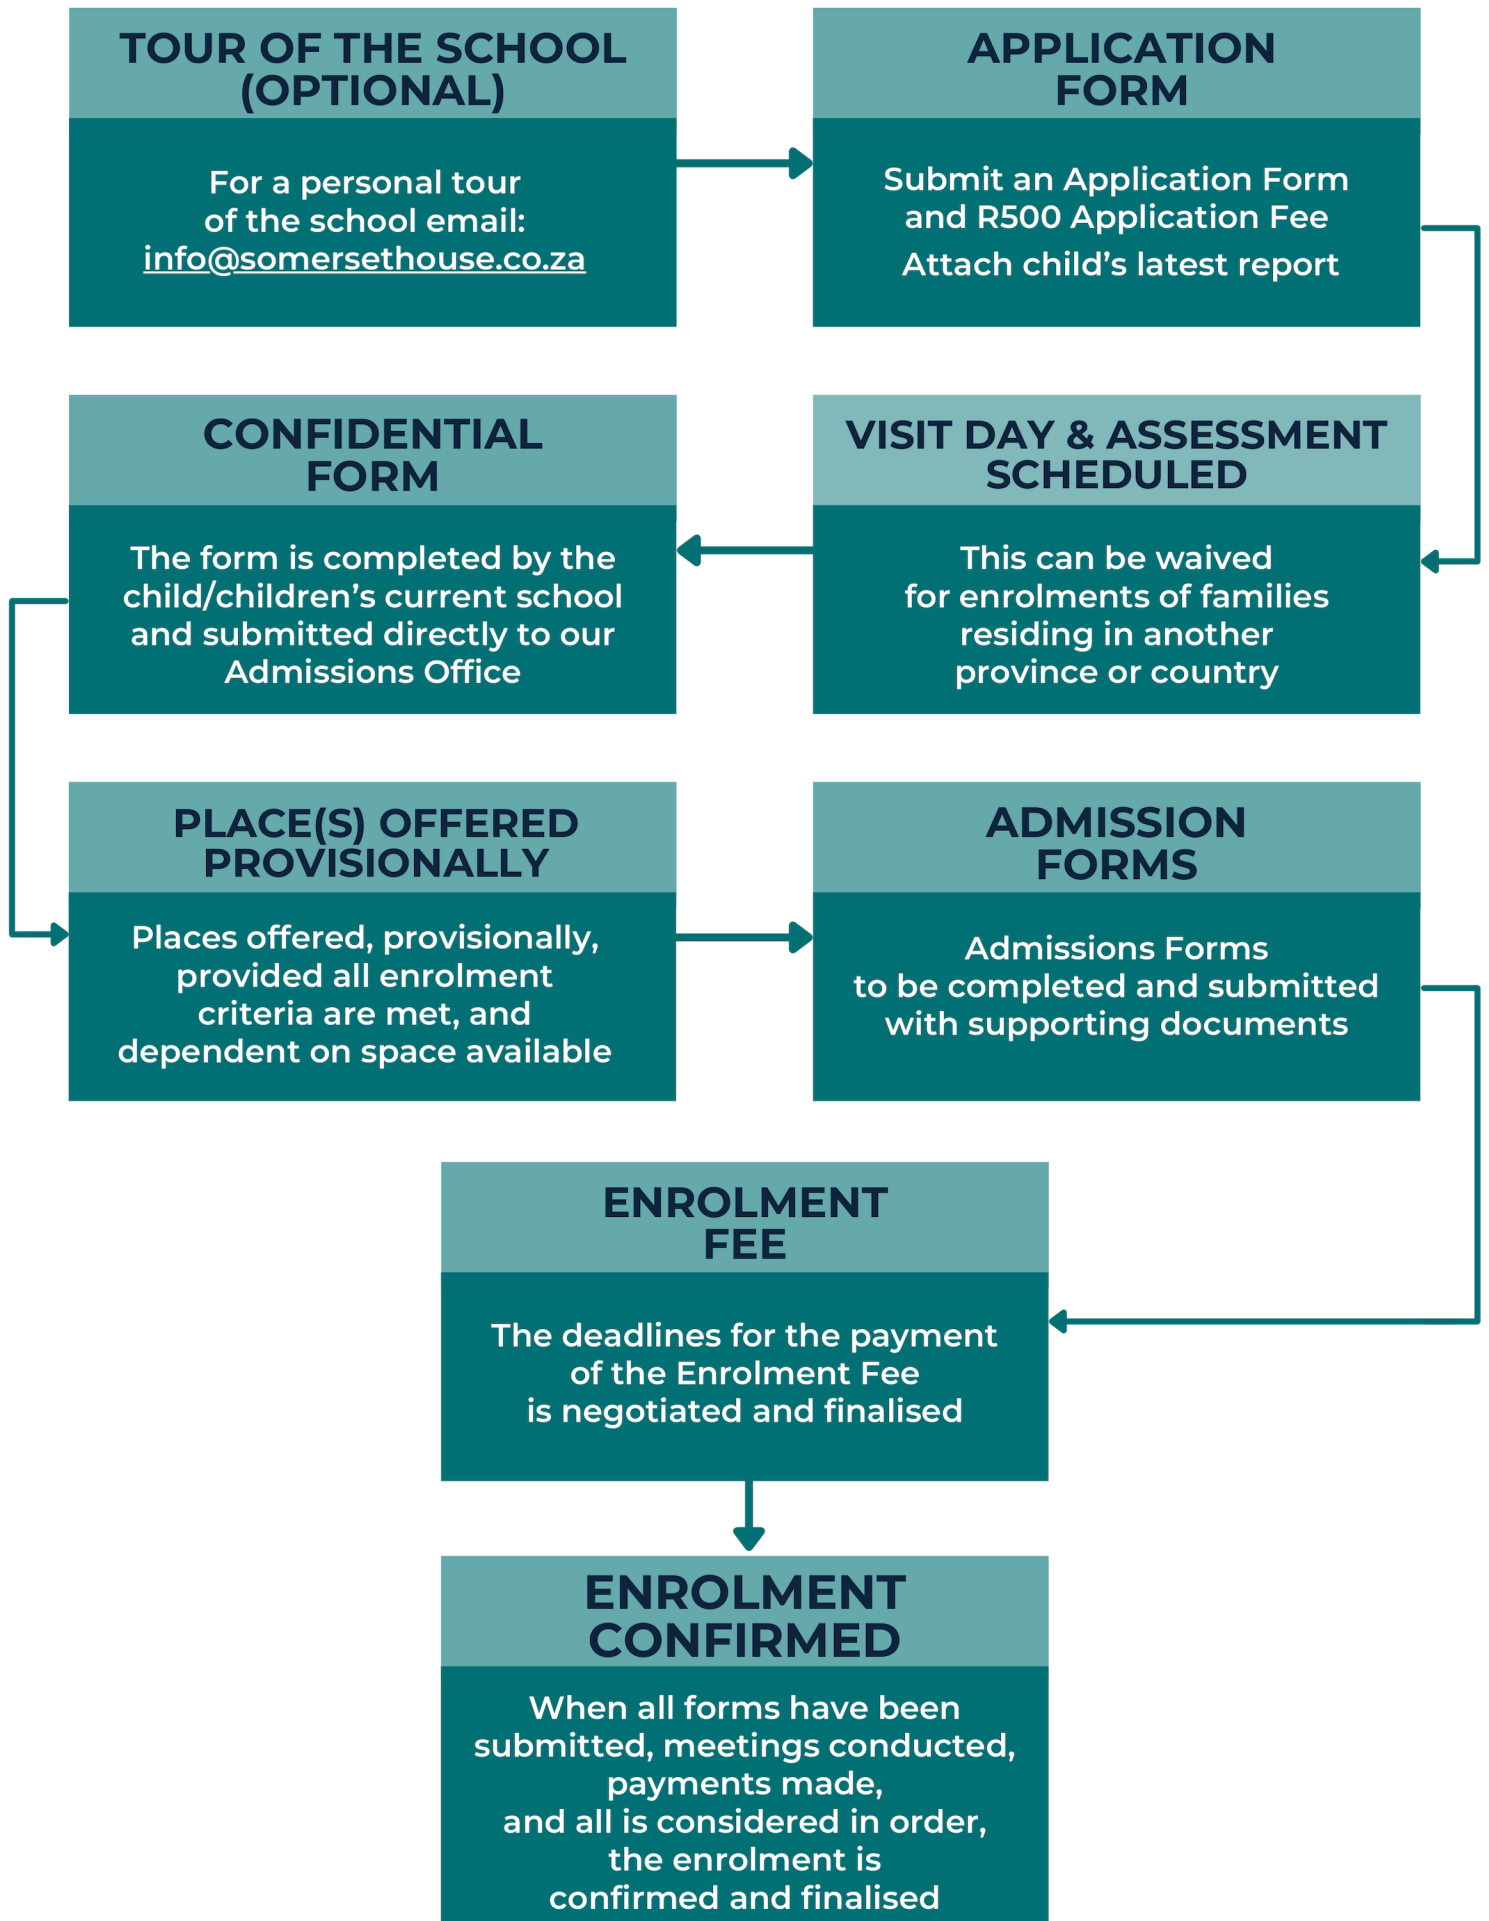 TOUR OF THE SCHOOL
(OPTIONAL)
For a personal tour
of the school email:
info@somersethouse.co.za
APPLICATION
FORM
Submit an Application Form
and R500 Application Fee
Attach child’s latest report
VISIT DAY & ASSESSMENT
SCHEDULED
This can be waived
for enrolments of families
residing in another
province or country
CONFIDENTIAL
FORM
The form is completed by the
child/children’s current school
and submitted directly to our
Admissions Office
PLACE(S) OFFERED
PROVISIONALLY
Places offered, provisionally,
provided all enrolment
criteria are met, and
dependent on space available
ADMISSION
FORMS
Admissions Forms
to be completed and submitted
with supporting documents
ENROLMENT
FEE
The deadlines for the payment
of the Enrolment Fee
is negotiated and finalised
ENROLMENT
CONFIRMED
When all forms have been
submitted, meetings conducted,
payments made,
and all is considered in order,
the enrolment is
confirmed and finalised